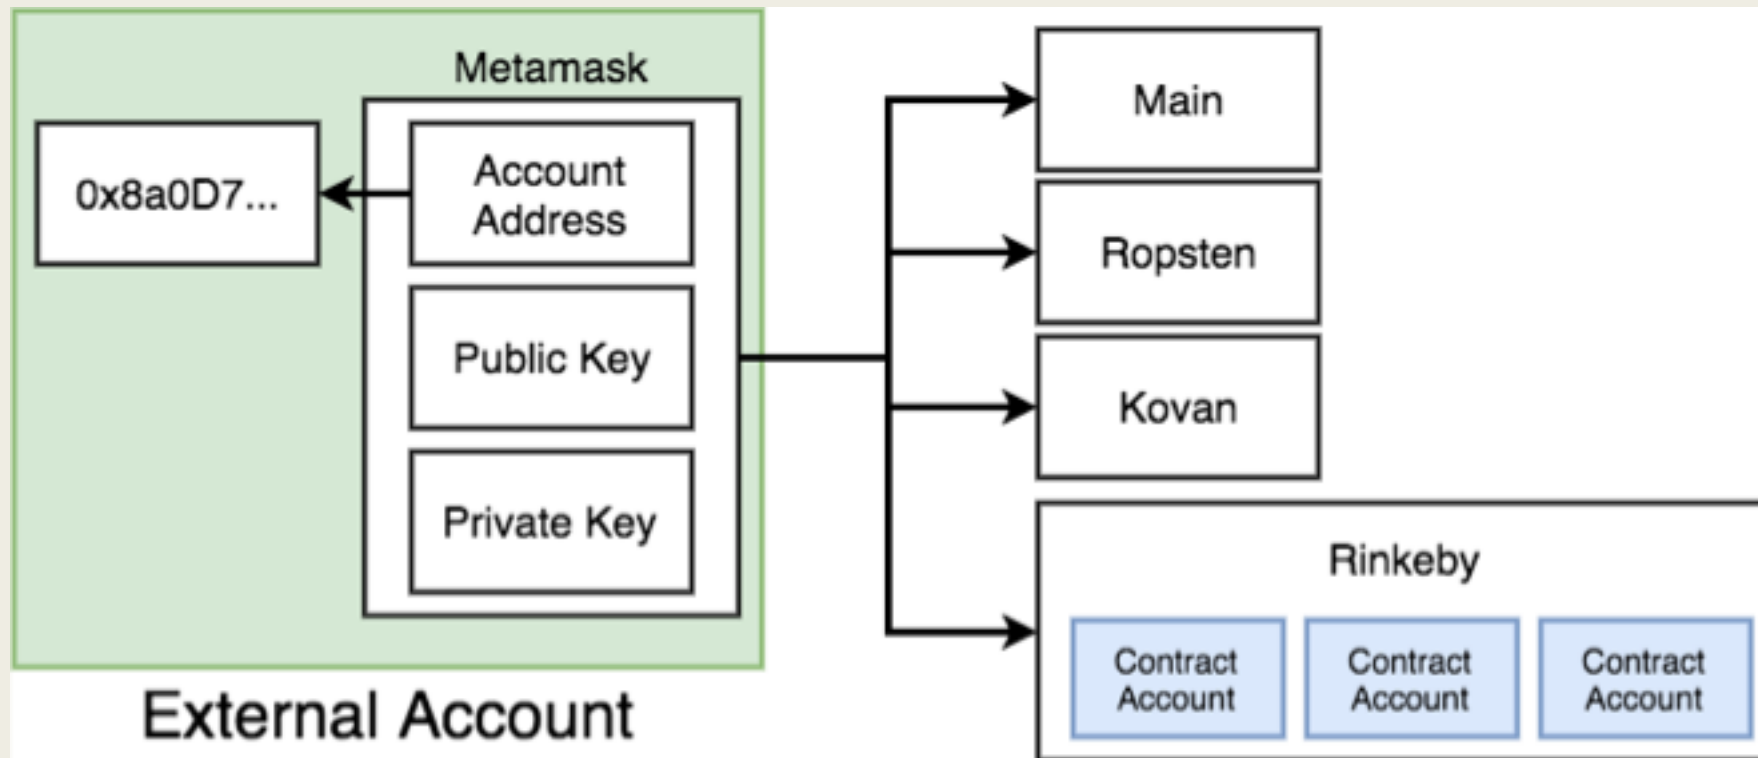 Metamask
0x8a0D7...
Account
Address
Public Key
Private Key
External Account
Main
Ropsten
Kovan
Rinkeby
Contract
Account
Contract
Account
Contract
Account